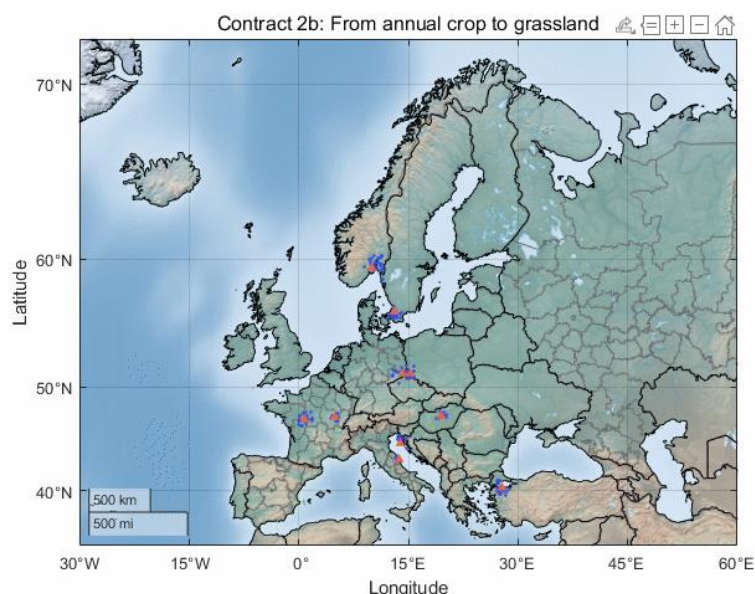 Contract 2b: From annual crop to grassland
70°N
60°N
50°N
40°N
Latitude
500 km
500 mi
30°W 15°W 0° 15°E 30°E 45°E 60°E
Longitude